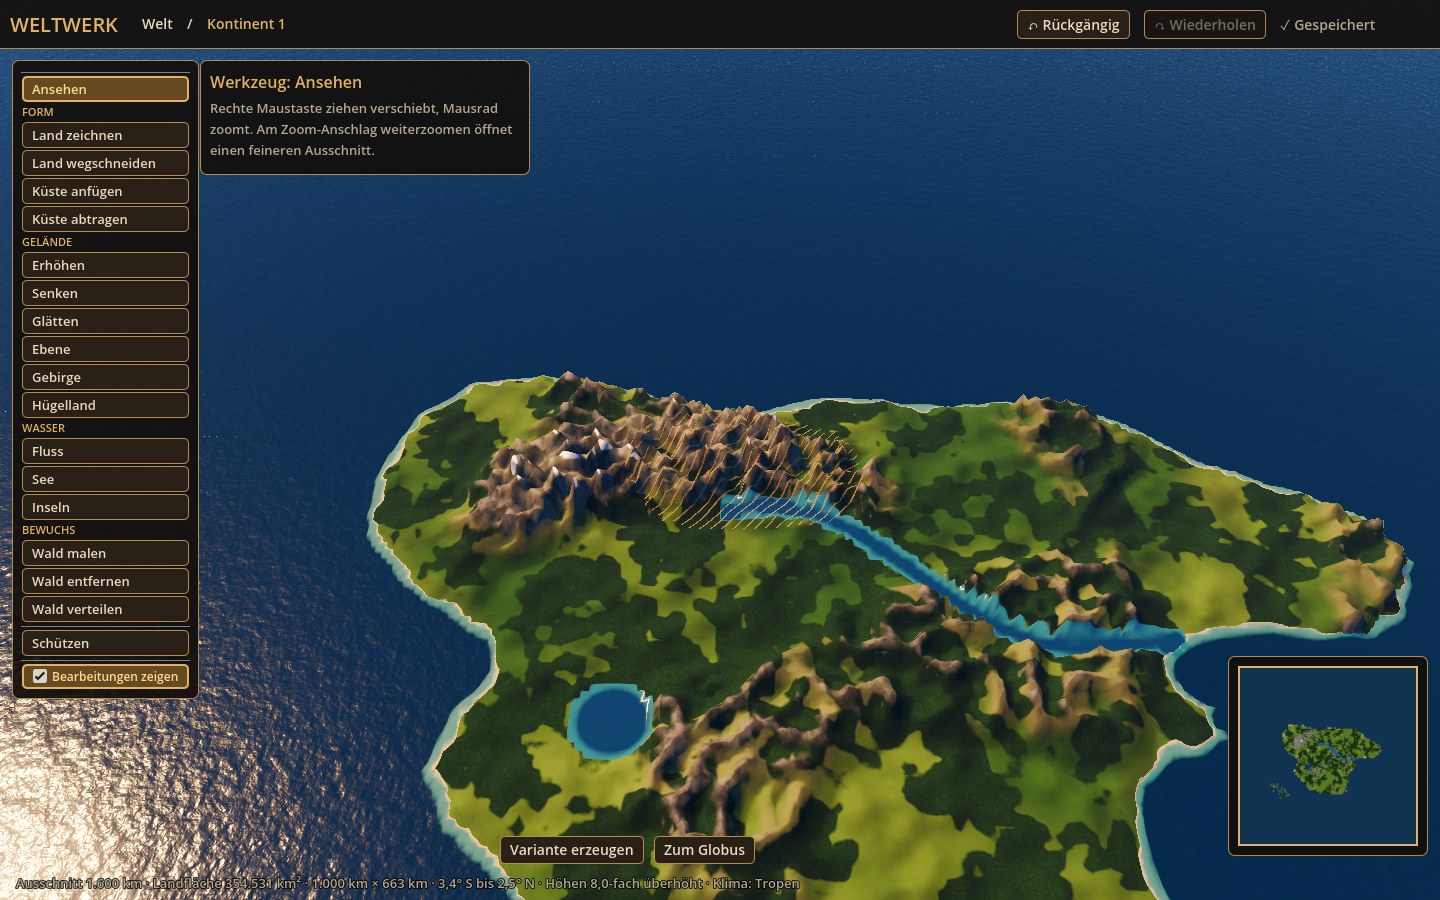 WELTWERK Welt / Kontinent 1 Rückgängig Wiederholen ✓ Gespeichert
Ansehen
FORM
Land zeichnen
Land wegschneiden
Küste anfügen
Küste abtragen
GELÄNDE
Erhöhen
Senken
Glätten
Ebene
Gebirge
Hügelland
WASSER
Fluss
See
Inseln
BEWUCHS
Wald malen
Wald entfernen
Wald verteilen
Schützen
Bearbeitungen zeigen
Werkzeug: Ansehen
Rechte Maustaste ziehen verschiebt, Mausrad
zoomt. Am Zoom-Anschlag weiterzoomen öffnet
einen feineren Ausschnitt.
Variante erzeugen Zum Globus
Ausschnitt 1.600 km · Landfläche 354.531 km² · 1.000 km × 663 km · 3,4° S bis 2,5° N · Höhen 8,0-fach überhöht · Klima: Tropen